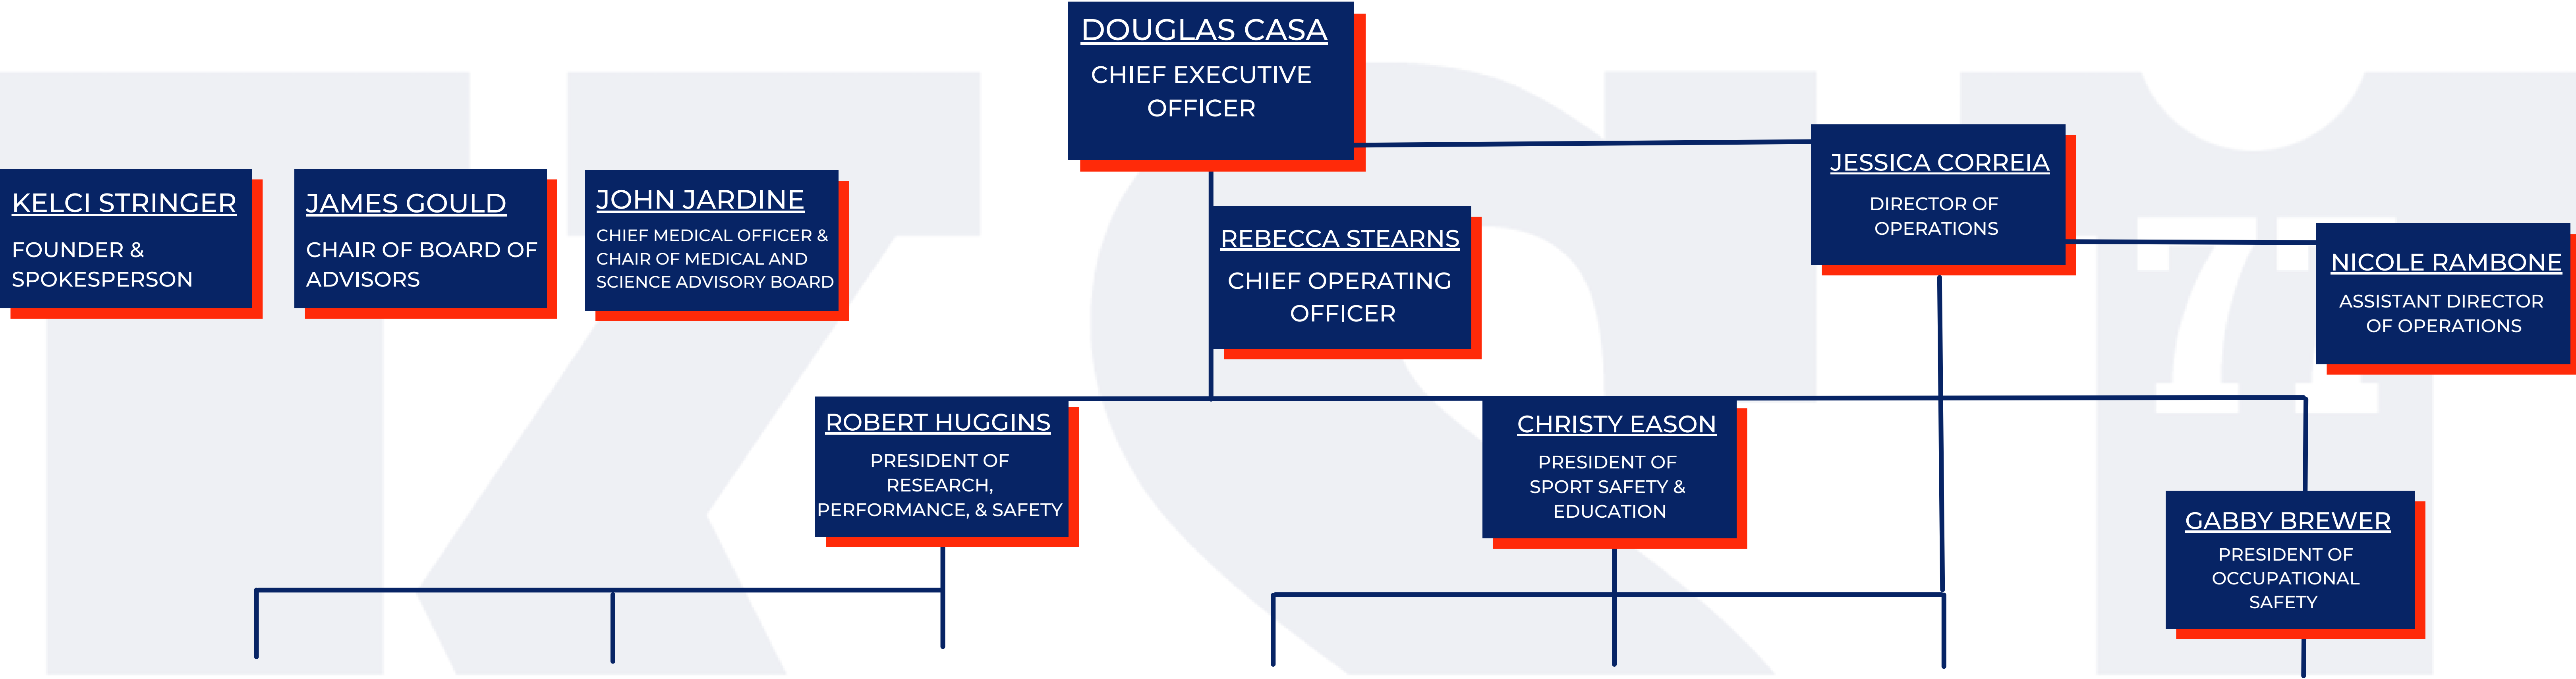 DOUGLAS CASA
CHIEF EXECUTIVE
OFFICER
KELCI STRINGER
FOUNDER &
SPOKESPERSON
JAMES GOULD
CHAIR OF BOARD OF
ADVISORS
JOHN JARDINE
CHIEF MEDICAL OFFICER &
CHAIR OF MEDICAL AND
SCIENCE ADVISORY BOARD
REBECCA STEARNS
CHIEF OPERATING
OFFICER
JESSICA CORREIA
DIRECTOR OF
OPERATIONS
NICOLE RAMBONE
ASSISTANT DIRECTOR
OF OPERATIONS
ROBERT HUGGINS
PRESIDENT OF
RESEARCH,
PERFORMANCE, & SAFETY
CHRISTY EASON
PRESIDENT OF
SPORT SAFETY &
EDUCATION
GABBY BREWER
PRESIDENT OF
OCCUPATIONAL
SAFETY
KSI
77